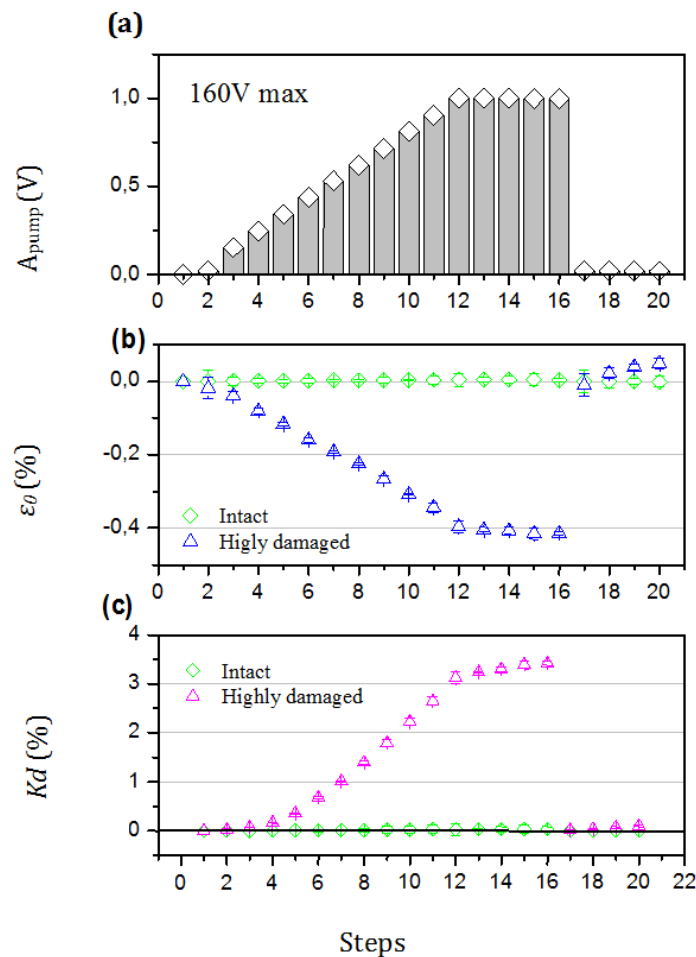 (a)
160V max
1,0
0,5
0,0
Apump (V)
0 2 4 6 8 10 12 14 16 18 20
(b)
0,0
-0,2
-0,4
εθ (%)
Intact
Higly damaged
0 2 4 6 8 10 12 14 16 18 20
(c)
4
3
2
1
0
Kd (%)
Intact
Highly damaged
0 2 4 6 8 10 12 14 16 18 20 22
Steps